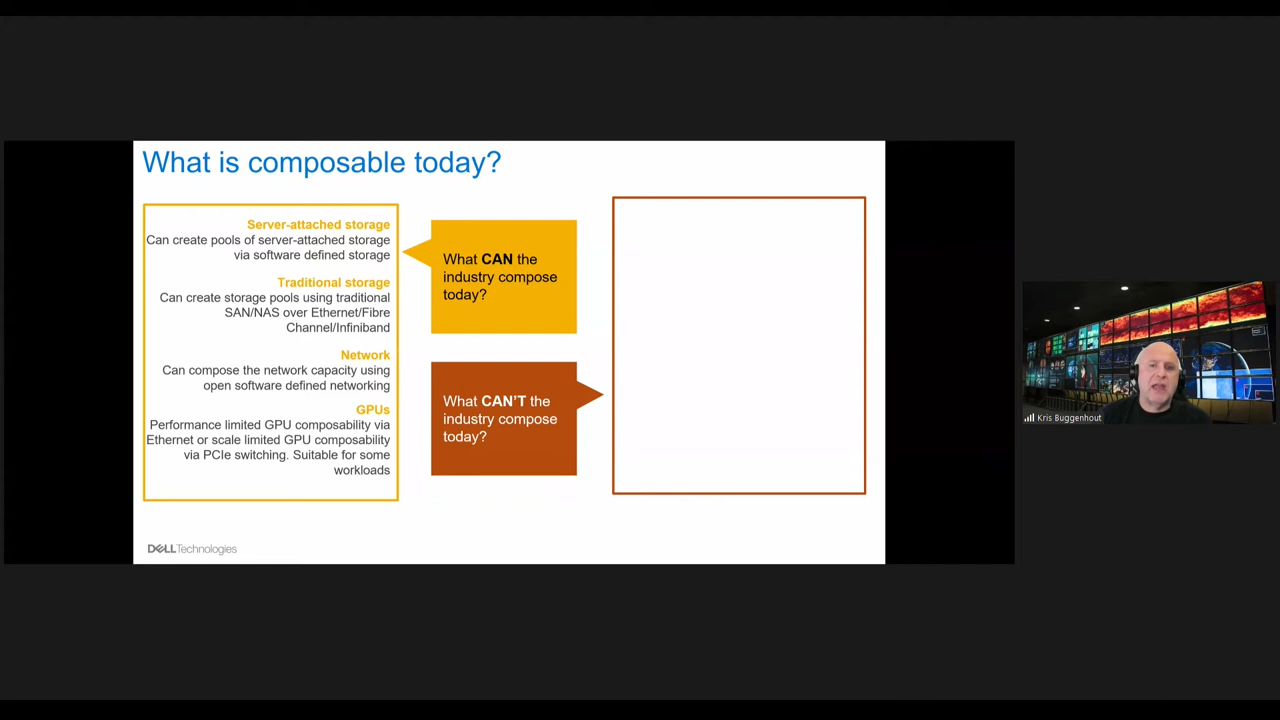 What is composable today?
Server-attached storage
Can create pools of server-attached storage
via software defined storage
Traditional storage
Can create storage pools using traditional
SAN/NAS over Ethernet/Fibre
Channel/Infiniband
Network
Can compose the network capacity using
open software defined networking
GPUs
Performance limited GPU composability via
Ethernet or scale limited GPU composability
via PCIe switching. Suitable for some
workloads
What CAN the
industry compose
today?
What CAN'T the
industry compose
today?
DELL Technologies
Kris Buggenhout